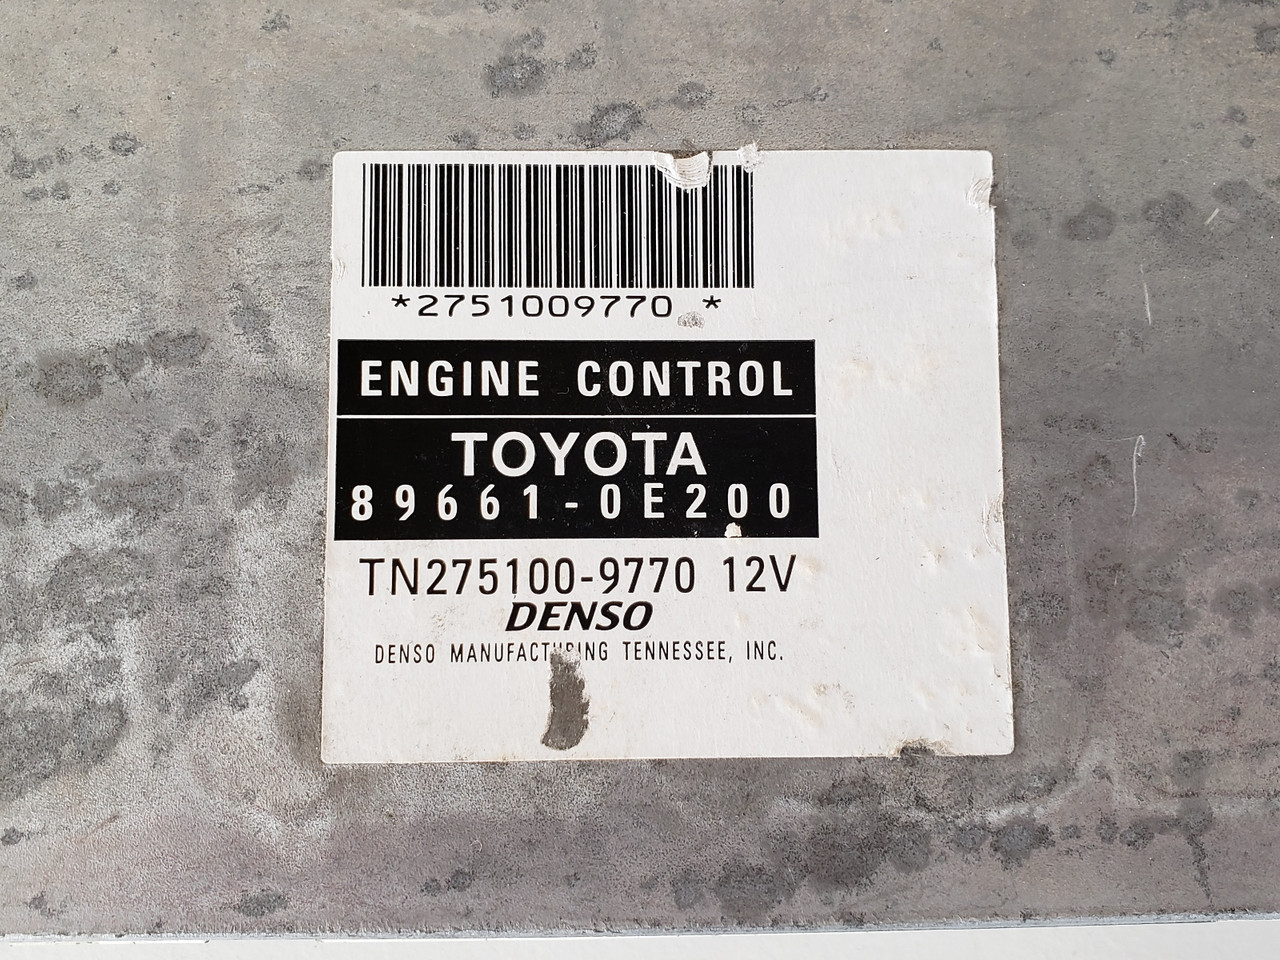 *2751009770 *
ENGINE CONTROL
TOYOTA
89661-0E200
TN275100-9770 12V
DENSO
DENSO MANUFACTURING TENNESSEE, INC.